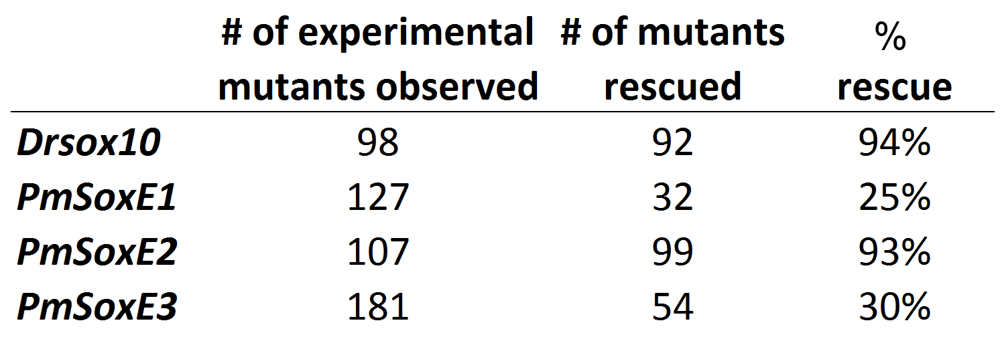 # of experimental # of mutants %
mutants observed rescued rescue
Drsox10 98 92 94%
PmSoxE1 127 32 25%
PmSoxE2 107 99 93%
PmSoxE3 181 54 30%